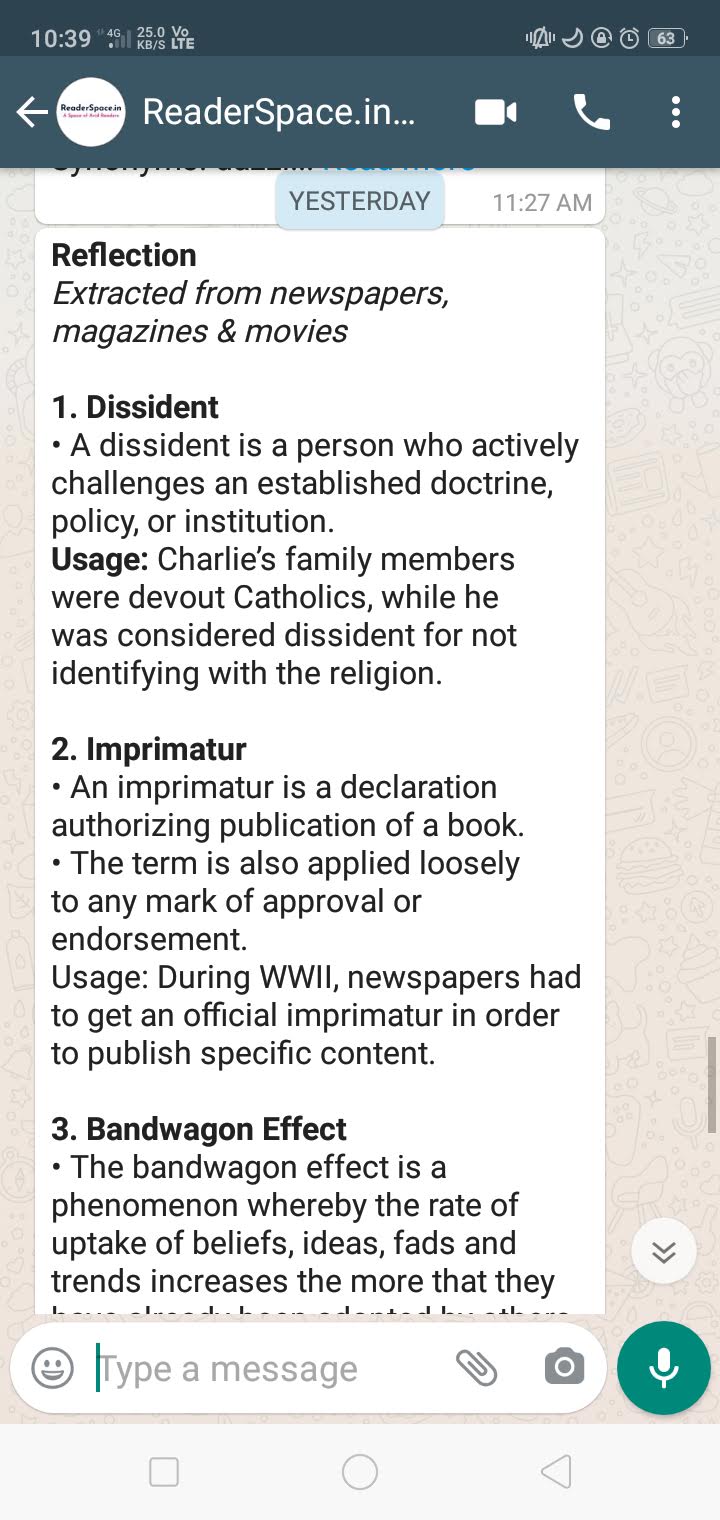 10:39 4G 25.0 KB/S Vo LTE 63
ReaderSpace.in
A Space of Avid Readers
ReaderSpace.in...
Read more
YESTERDAY
11:27 AM
Reflection
Extracted from newspapers,
magazines & movies
1. Dissident
• A dissident is a person who actively
challenges an established doctrine,
policy, or institution.
Usage: Charlie’s family members
were devout Catholics, while he
was considered dissident for not
identifying with the religion.
2. Imprimatur
• An imprimatur is a declaration
authorizing publication of a book.
• The term is also applied loosely
to any mark of approval or
endorsement.
Usage: During WWII, newspapers had
to get an official imprimatur in order
to publish specific content.
3. Bandwagon Effect
• The bandwagon effect is a
phenomenon whereby the rate of
uptake of beliefs, ideas, fads and
trends increases the more that they
have already been adopted by others
Type a message